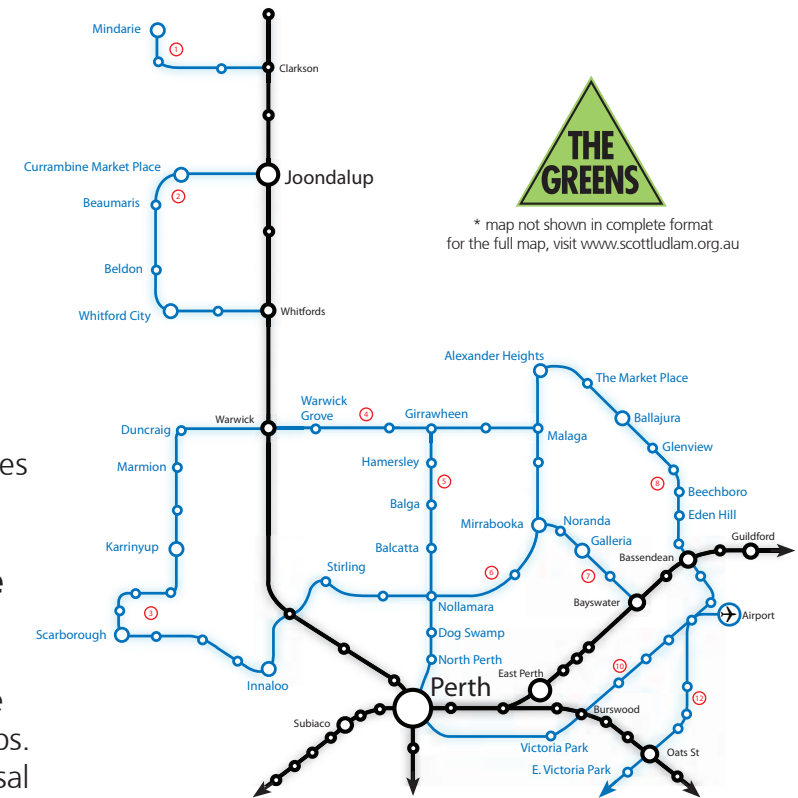 Mindarie
1
Clarkson
Currambine Market Place
Joondalup
2
Beaumaris
Beldon
Whitford City
Whitfords
THE
GREENS
* map not shown in complete format
for the full map, visit www.scottludlam.org.au
Alexander Heights
The Market Place
Warwick
Warwick
Grove
4
Girrawheen
Ballajura
Duncraig
Malaga
Glenview
es
Marmion
Hamersley
5
8
Beechboro
Balga
Eden Hill
Mirrabooka
Noranda
Guildford
Karrinyup
Balcatta
Galleria
Bassendean
Stirling
6
7
e
Nollamara
Bayswater
3
Airport
Scarborough
Dog Swamp
North Perth
10
Innaloo
East Perth
Perth
12
e
Burswood
Subiaco
os.
Victoria Park
Oats St
E. Victoria Park
sal